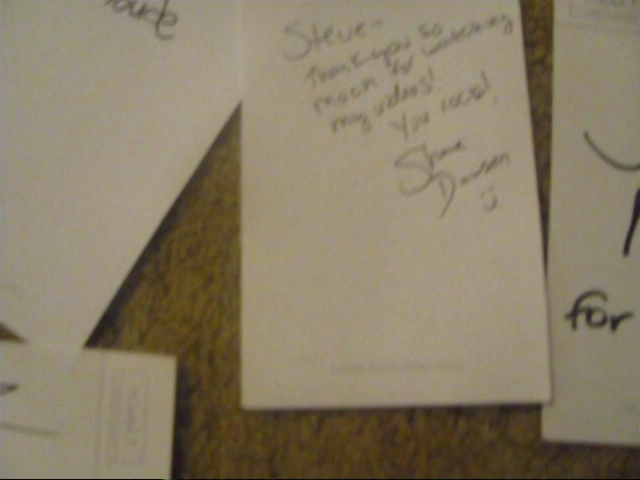 Steve-
Thank you so
much for watching
my videos!
You rock!
Shane
Dawson
for